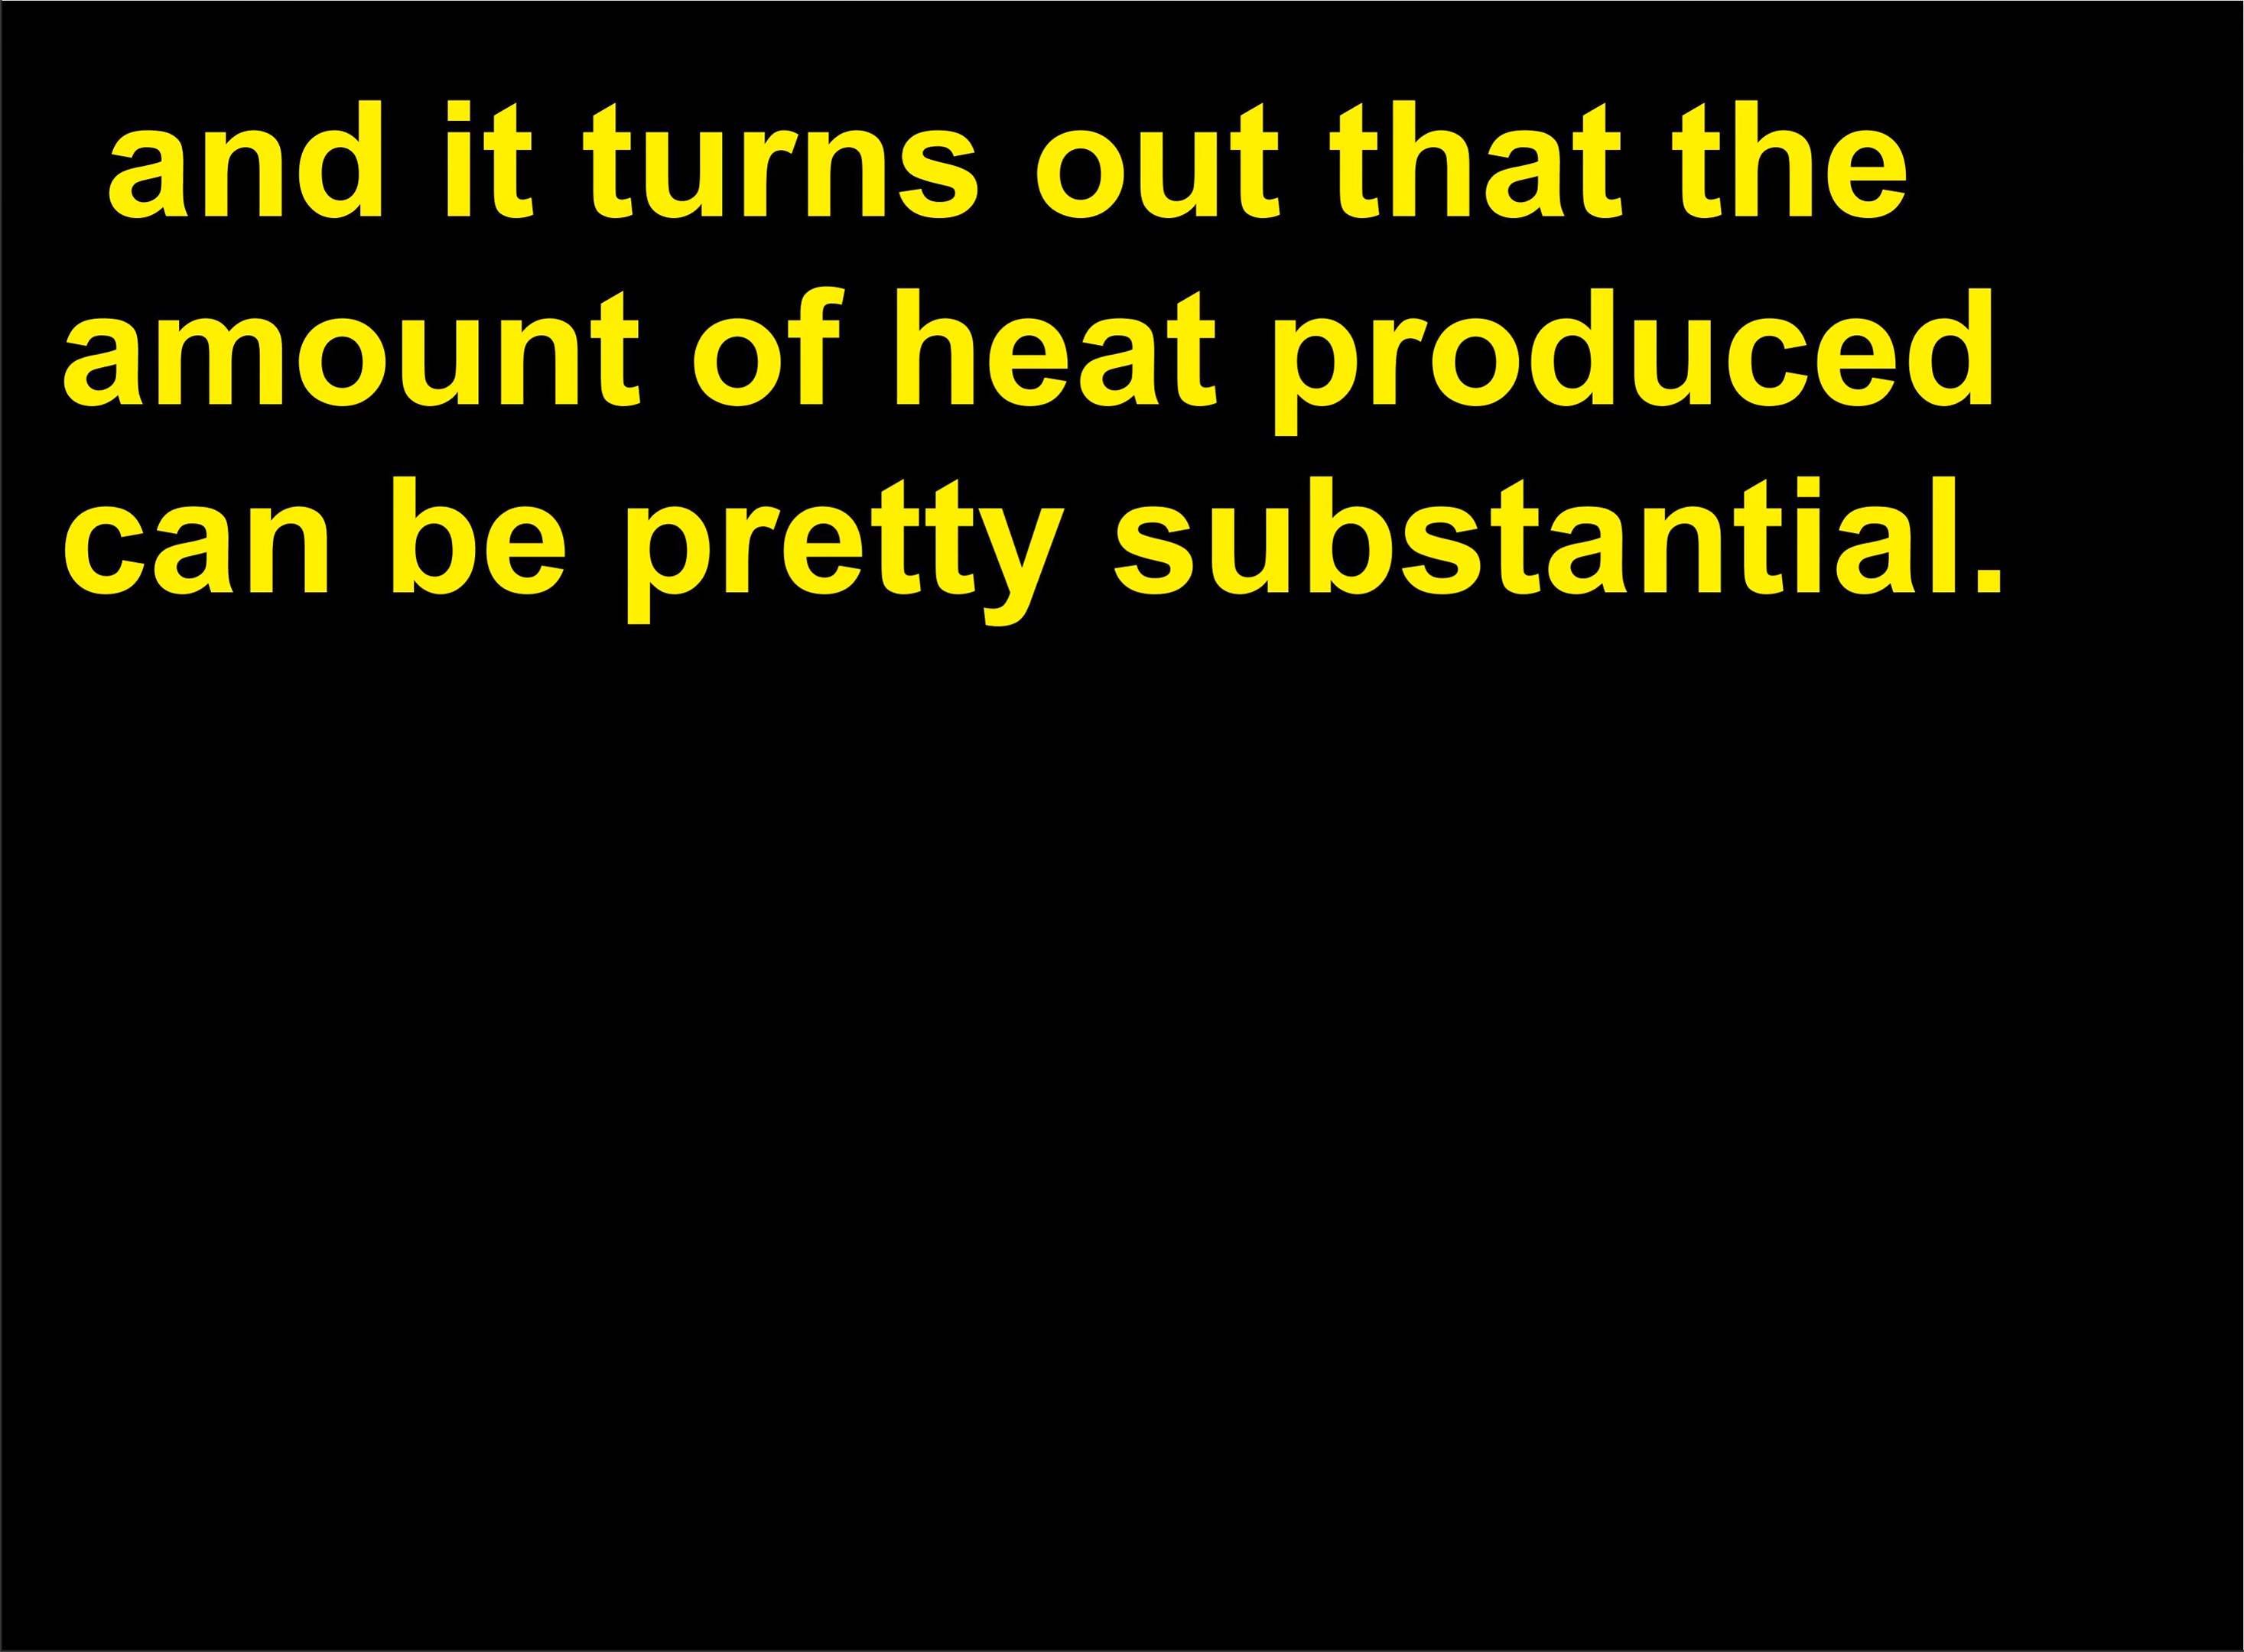 and it turns out that the
amount of heat produced
can be pretty substantial.